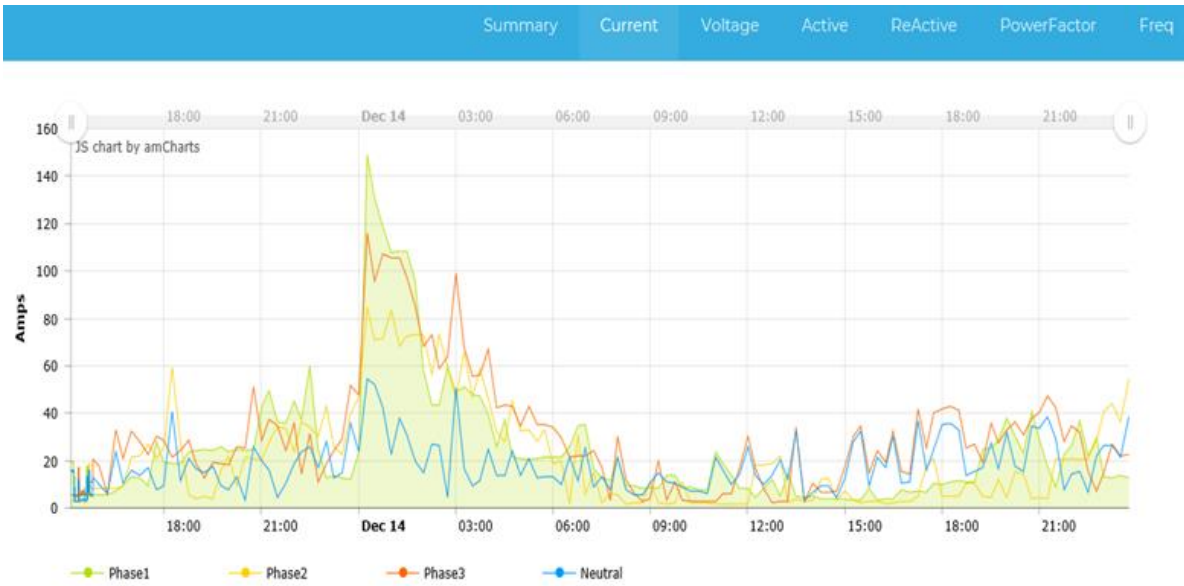 Summary Current Voltage Active ReActive PowerFactor Freq
18:00 21:00 Dec 14 03:00 06:00 09:00 12:00 15:00 18:00 21:00
160
JS chart by amCharts
140
120
100
80
60
40
20
0
Amps
18:00 21:00 Dec 14 03:00 06:00 09:00 12:00 15:00 18:00 21:00
Phase1 Phase2 Phase3 Neutral